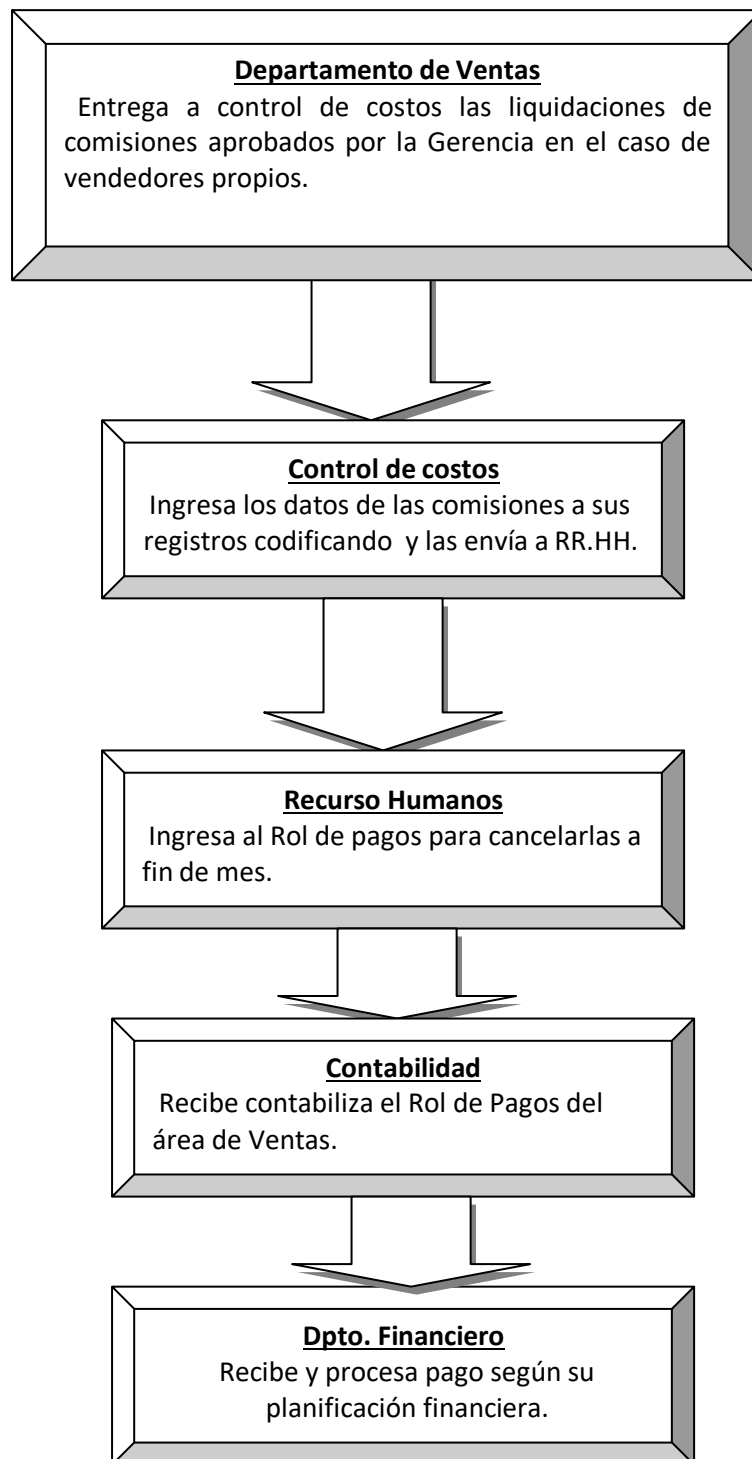 Departamento de Ventas
Entrega a control de costos las liquidaciones de
comisiones aprobados por la Gerencia en el caso de
vendedores propios.
Control de costos
Ingresa los datos de las comisiones a sus
registros codificando y las envía a RR.HH.
Recurso Humanos
Ingresa al Rol de pagos para cancelarlas a
fin de mes.
Contabilidad
Recibe contabiliza el Rol de Pagos del
área de Ventas.
Dpto. Financiero
Recibe y procesa pago según su
planificación financiera.